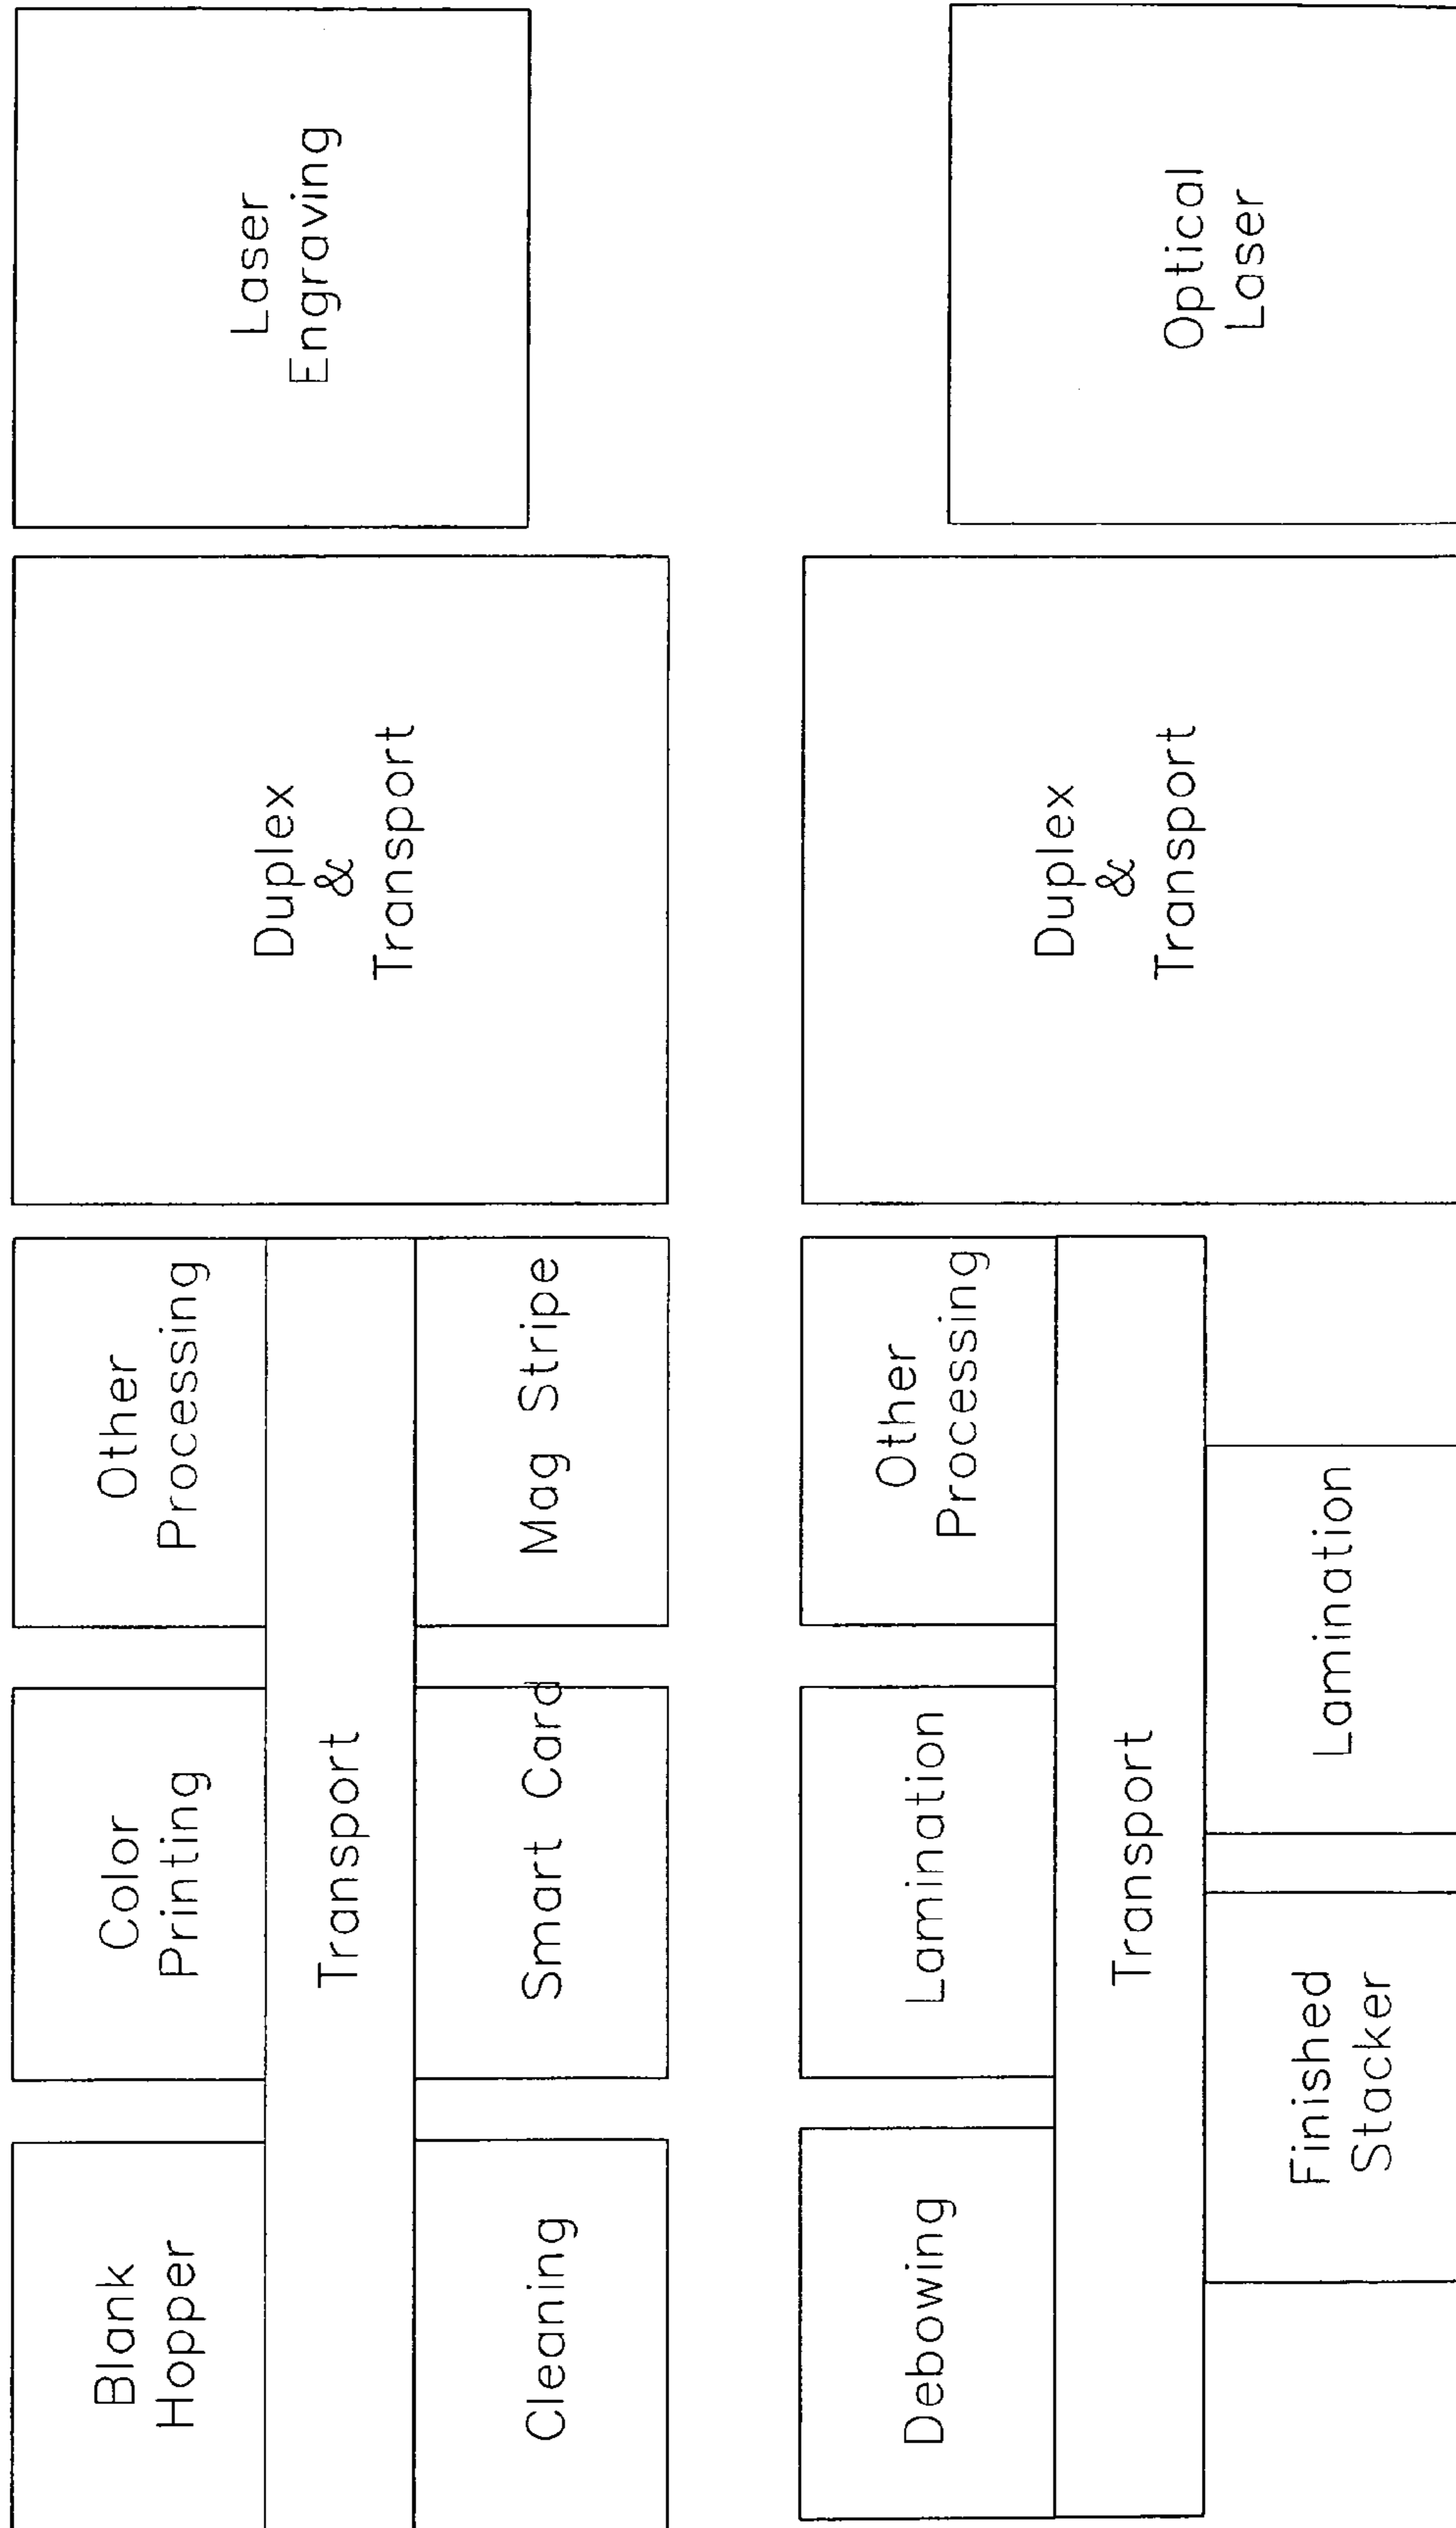 Blank
Hopper
Color
Printing
Other
Processing
Duplex
&
Transport
Laser
Engraving
Transport
Cleaning
Smart Card
Mag Stripe
Debowing
Lamination
Other
Processing
Duplex
&
Transport
Optical
Laser
Transport
Finished
Stacker
Lamination